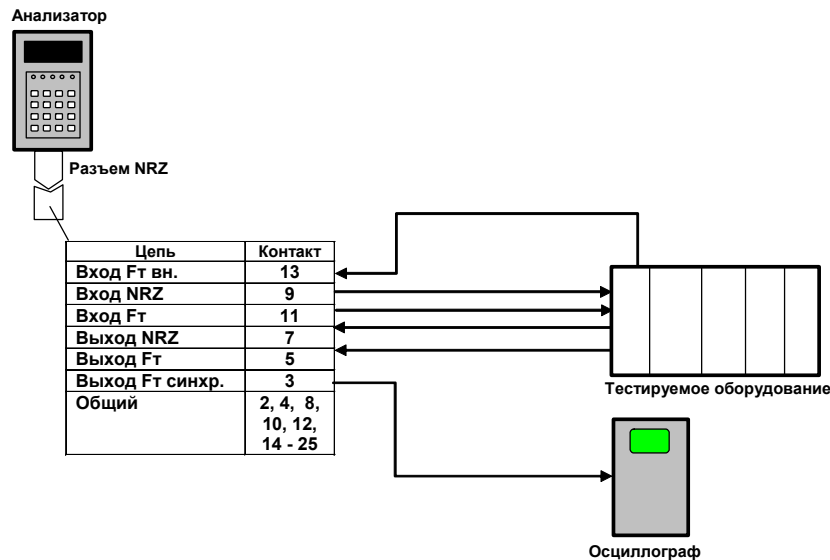 Анализатор
Разъем NRZ
Цепь Контакт
Вход Fт вн. 13
Вход NRZ 9
Вход Fт 11
Выход NRZ 7
Выход Fт 5
Выход Fт синхр. 3
Общий 2, 4, 8,
10, 12,
14 - 25
Тестируемое оборудование
Осциллограф